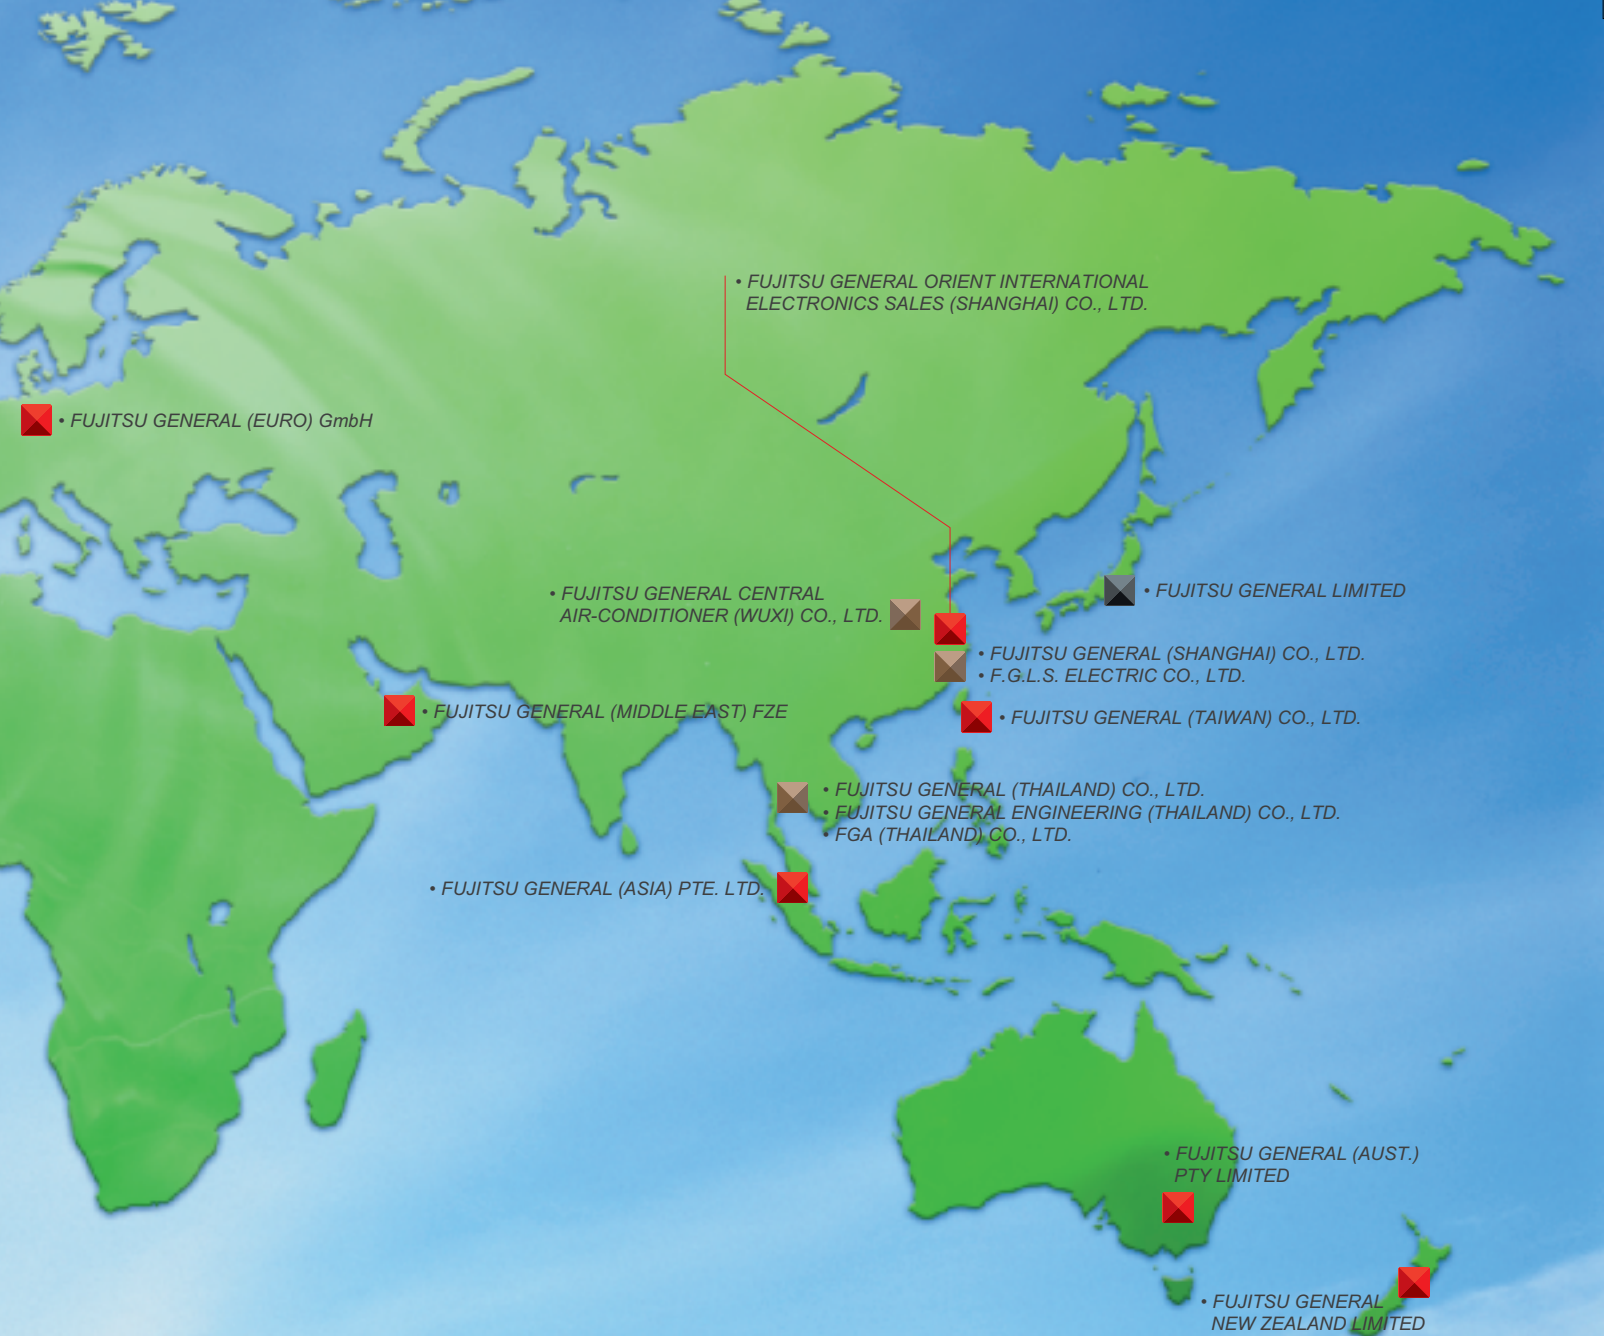 • FUJITSU GENERAL ORIENT INTERNATIONAL
ELECTRONICS SALES (SHANGHAI) CO., LTD.
• FUJITSU GENERAL (EURO) GmbH
• FUJITSU GENERAL CENTRAL
AIR-CONDITIONER (WUXI) CO., LTD.
• FUJITSU GENERAL LIMITED
• FUJITSU GENERAL (SHANGHAI) CO., LTD.
• F.G.L.S. ELECTRIC CO., LTD.
• FUJITSU GENERAL (MIDDLE EAST) FZE
• FUJITSU GENERAL (TAIWAN) CO., LTD.
• FUJITSU GENERAL (THAILAND) CO., LTD.
• FUJITSU GENERAL ENGINEERING (THAILAND) CO., LTD.
• FGA (THAILAND) CO., LTD.
• FUJITSU GENERAL (ASIA) PTE. LTD.
• FUJITSU GENERAL (AUST.)
PTY LIMITED
• FUJITSU GENERAL
NEW ZEALAND LIMITED